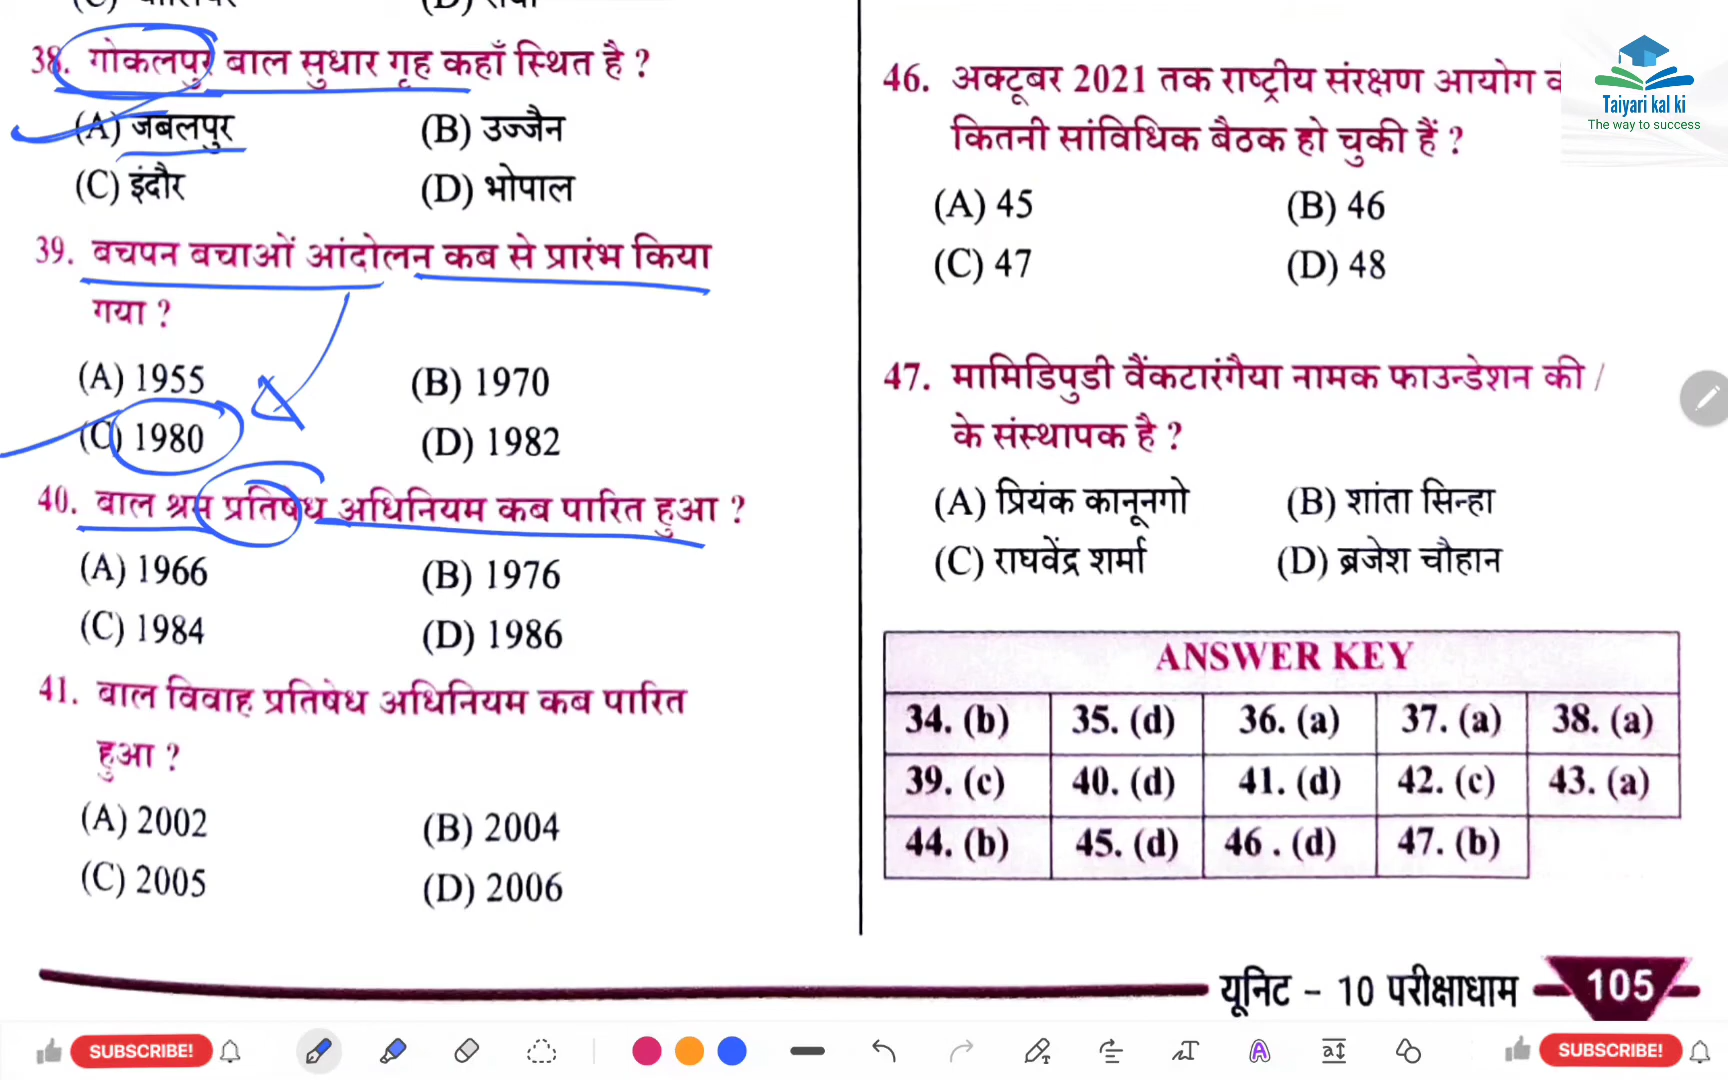 38. गोकलपुर बाल सुधार गृह कहाँ स्थित है ?
(A) जबलपुर (B) उज्जैन
(C) इंदौर (D) भोपाल
39. बचपन बचाओं आंदोलन कब से प्रारंभ किया
गया ?
(A) 1955 (B) 1970
(C) 1980 (D) 1982
40. बाल श्रम प्रतिषेध अधिनियम कब पारित हुआ ?
(A) 1966 (B) 1976
(C) 1984 (D) 1986
41. बाल विवाह प्रतिषेध अधिनियम कब पारित
हुआ ?
(A) 2002 (B) 2004
(C) 2005 (D) 2006
46. अक्टूबर 2021 तक राष्ट्रीय संरक्षण आयोग
कितनी सांविधिक बैठक हो चुकी हैं ?
(A) 45 (B) 46
(C) 47 (D) 48
47. मामिडिपुडी वैंकटारंगैया नामक फाउन्डेशन की /
के संस्थापक है ?
(A) प्रियंक कानूनगो (B) शांता सिन्हा
(C) राघवेंद्र शर्मा (D) ब्रजेश चौहान
ANSWER KEY
34. (b) 35. (d) 36. (a) 37. (a) 38. (a)
39. (c) 40. (d) 41. (d) 42. (c) 43. (a)
44. (b) 45. (d) 46 . (d) 47. (b)
यूनिट - 10 परीक्षाधाम 105
Taiyari kal ki
The way to success
SUBSCRIBE! SUBSCRIBE!